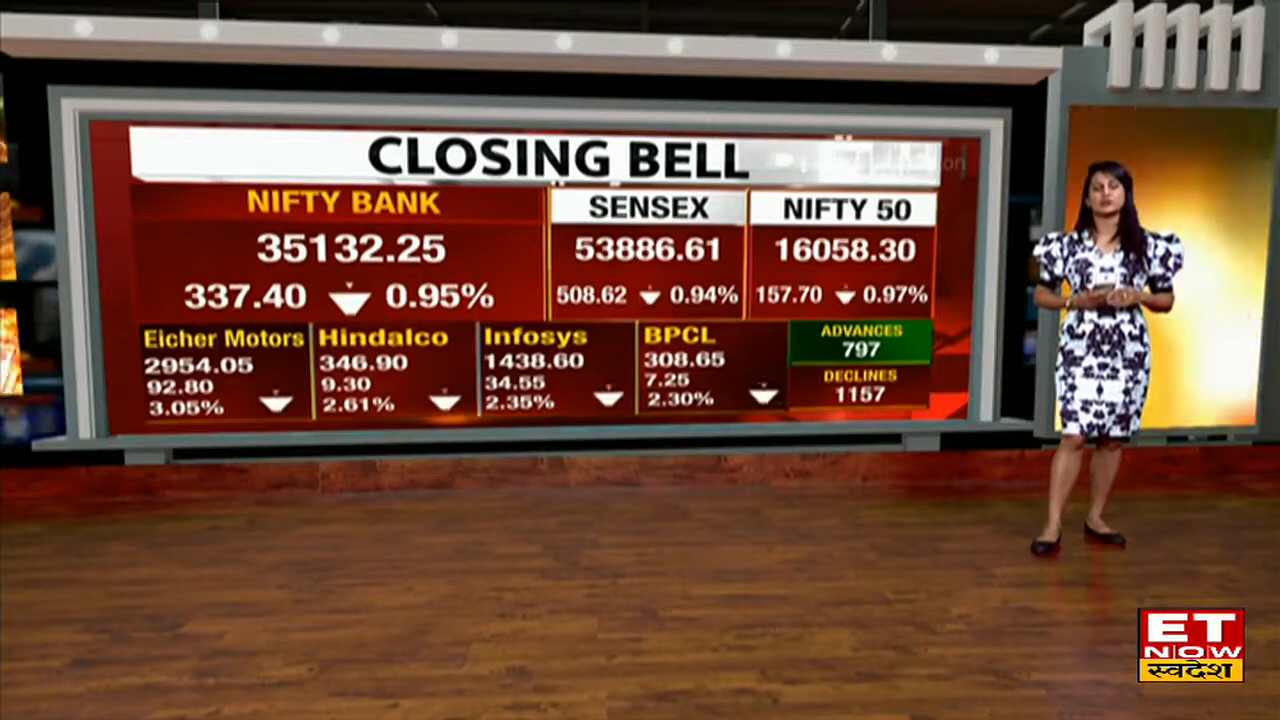 CLOSING BELL
NIFTY BANK
35132.25
337.40 0.95%
SENSEX
53886.61
508.62 0.94%
NIFTY 50
16058.30
157.70 0.97%
Eicher Motors
2954.05
92.80
3.05%
Hindalco
346.90
9.30
2.61%
Infosys
1438.60
34.55
2.35%
BPCL
308.65
7.25
2.30%
ADVANCES
797
DECLINES
1157
ET
NOW
स्वदेश